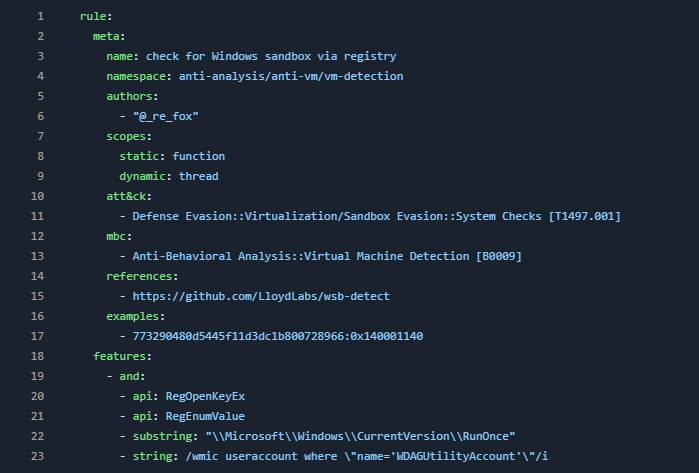 1 rule:
2   meta:
3     name: check for Windows sandbox via registry
4     namespace: anti-analysis/anti-vm/vm-detection
5     authors:
6       - "@_re_fox"
7     scopes:
8       static: function
9       dynamic: thread
10     att&ck:
11       - Defense Evasion::Virtualization/Sandbox Evasion::System Checks [T1497.001]
12     mbc:
13       - Anti-Behavioral Analysis::Virtual Machine Detection [B0009]
14     references:
15       - https://github.com/LloydLabs/wsb-detect
16     examples:
17       - 773290480d5445f11d3dc1b800728966:0x140001140
18   features:
19     - and:
20       - api: RegOpenKeyEx
21       - api: RegEnumValue
22       - substring: "\\Microsoft\\Windows\\CurrentVersion\\RunOnce"
23       - string: /wmic useraccount where \"name='WDAGUtilityAccount'\"/i